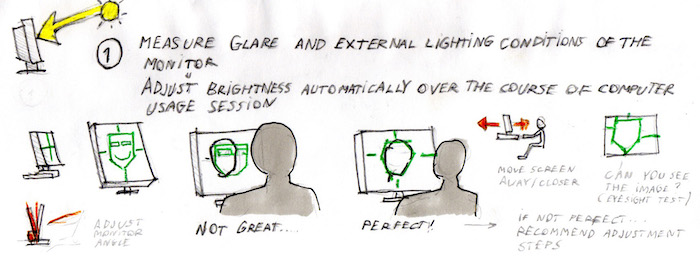 1 MEASURE GLARE AND EXTERNAL LIGHTING CONDITIONS OF THE
MONITOR
ADJUST BRIGHTNESS AUTOMATICALLY OVER THE COURSE OF COMPUTER
USAGE SESSION
ADJUST
MONITOR
ANGLE
NOT GREAT.....
PERFECT!
MOVE SCREEN
AWAY/CLOSER
CAN YOU SEE
THE IMAGE?
(EYESIGHT TEST)
IF NOT PERFECT...
RECOMMEND ADJUSTMENT
STEPS